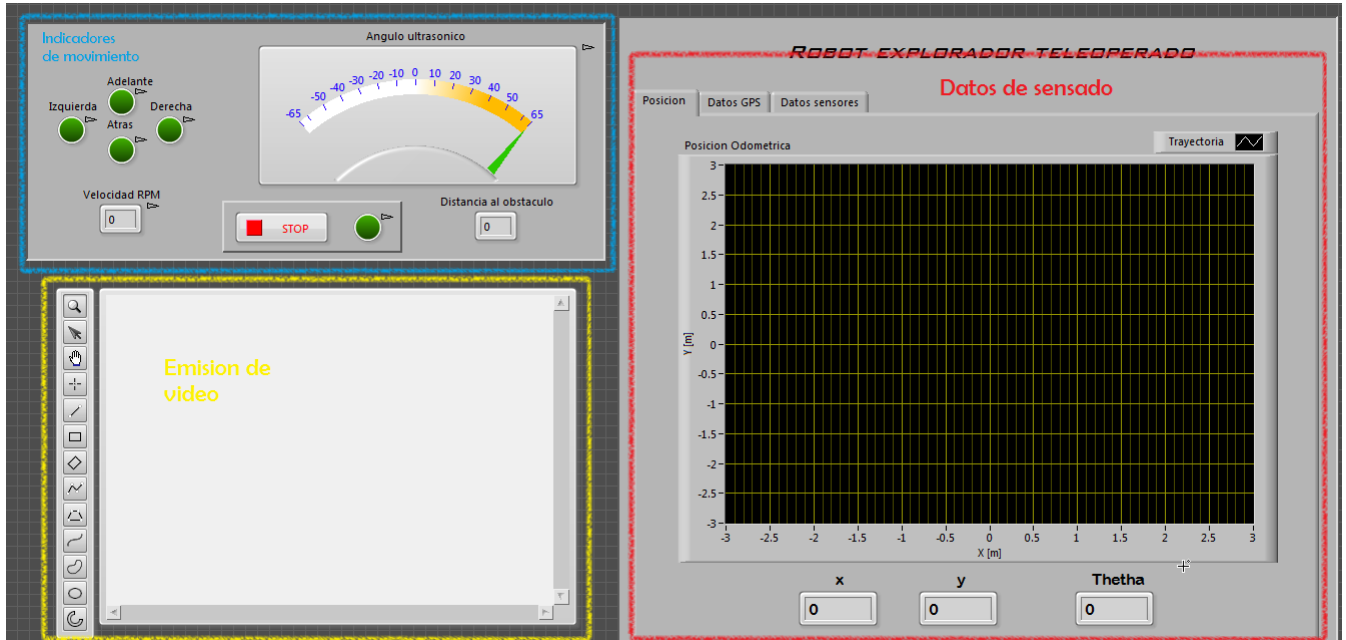 Indicadores
de movimiento
Adelante
Izquierda
Derecha
Atras
Velocidad RPM
0
Angulo ultrasonico
-65 -50 -40 -30 -20 -10 0 10 20 30 40 50 65
STOP
Distancia al obstaculo
0
Emision de
video
ROBOT EXPLORADOR TELEOPERADO
Datos de sensado
Posicion
Datos GPS
Datos sensores
Posicion Odometrica
Trayectoria
3
2.5
2
1.5
1
0.5
0
-0.5
-1
-1.5
-2
-2.5
-3
Y [m]
-3 -2.5 -2 -1.5 -1 -0.5 0 0.5 1 1.5 2 2.5 3
X [m]
x y Thetha
0 0 0